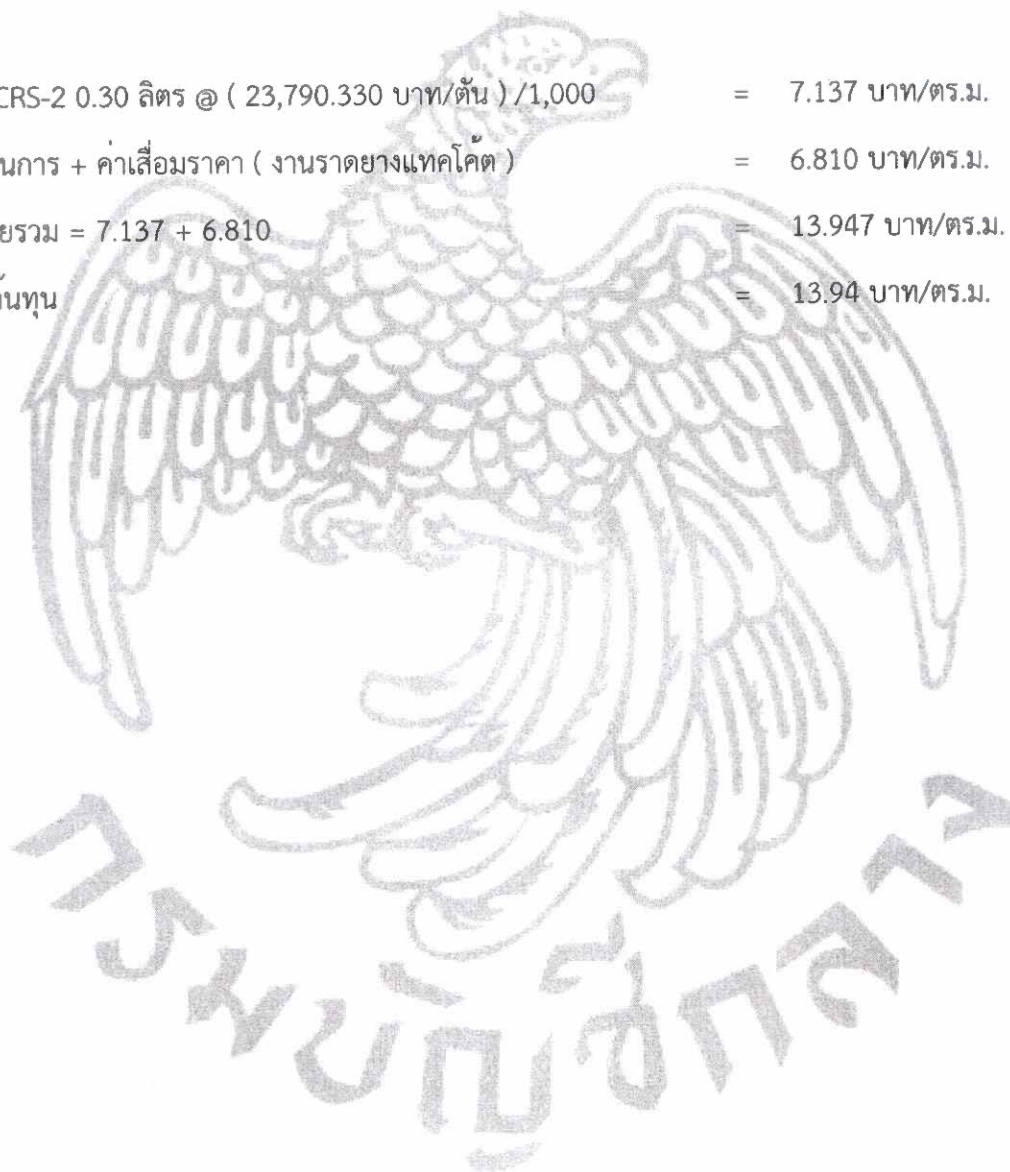 CRS-2 0.30 ลิตร @ ( 23,790.330 บาท/ตัน ) /1,000 = 7.137 บาท/ตร.ม.
นการ + ค่าเสื่อมราคา ( งานราดยางแทคโค้ต ) = 6.810 บาท/ตร.ม.
ยรวม = 7.137 + 6.810 = 13.947 บาท/ตร.ม.
้นทุน = 13.94 บาท/ตร.ม.
กรมบัญชีกลาง